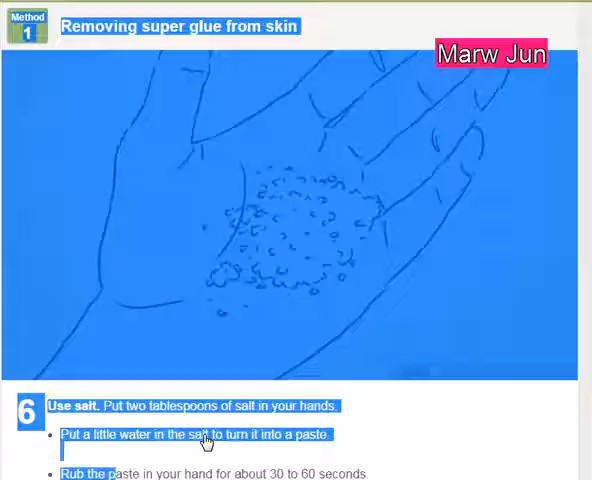 Method
1
Removing super glue from skin
Marw Jun
6
Use salt. Put two tablespoons of salt in your hands.
Put a little water in the salt to turn it into a paste.
Rub the paste in your hand for about 30 to 60 seconds.